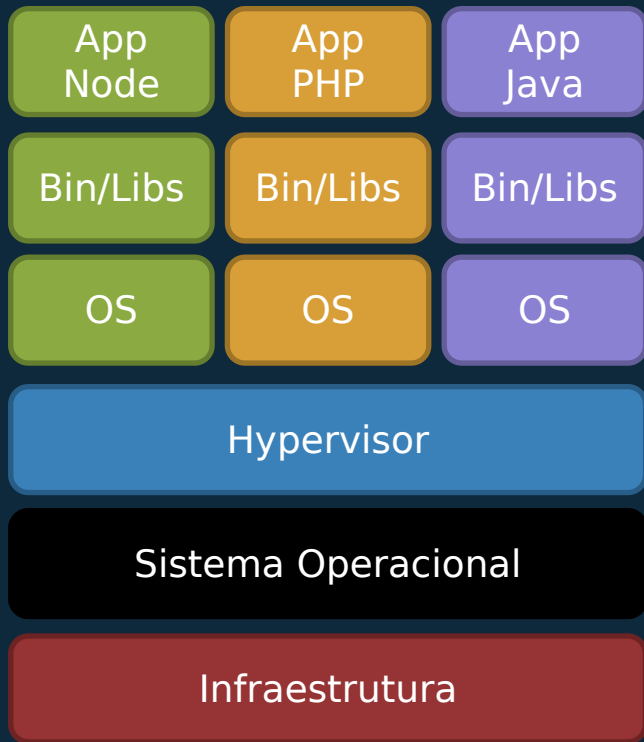 App
Node
App
PHP
App
Java
Bin/Libs
Bin/Libs
Bin/Libs
OS
OS
OS
Hypervisor
Sistema Operacional
Infraestrutura